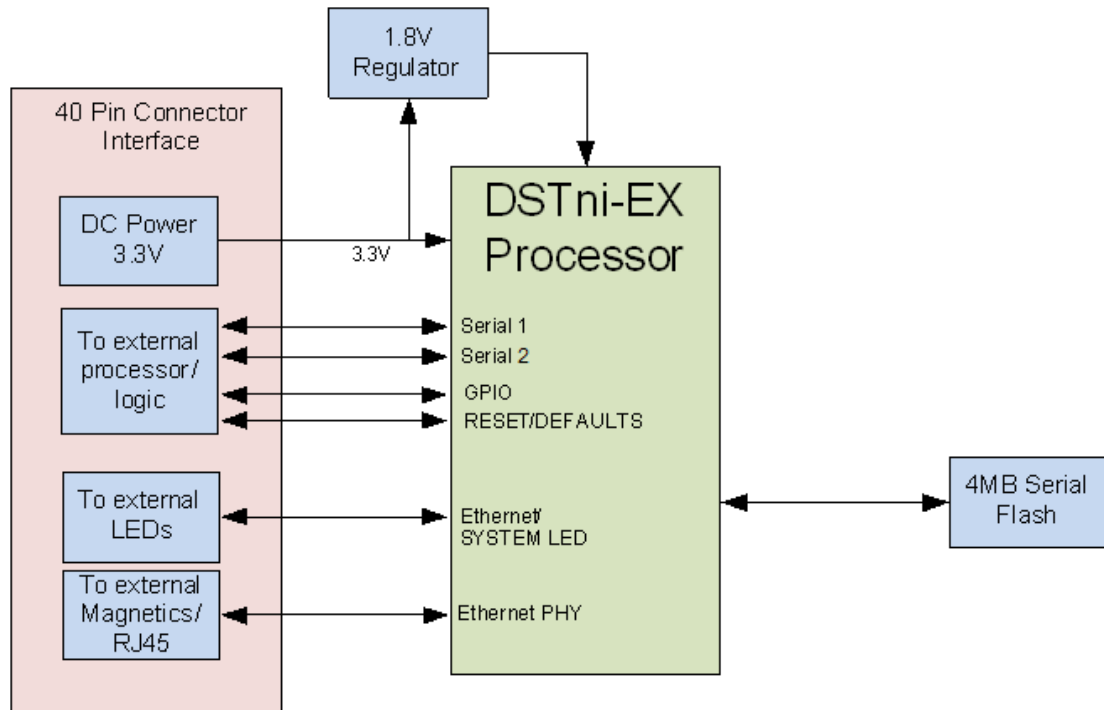 1.8V
Regulator
40 Pin Connector
Interface
DC Power
3.3V
3.3V
DSTni-EX
Processor
To external
processor/
logic
Serial 1
Serial 2
GPIO
RESET/DEFAULTS
To external
LEDs
Ethernet/
SYSTEM LED
To external
Magnetics/
RJ45
Ethernet PHY
4MB Serial
Flash